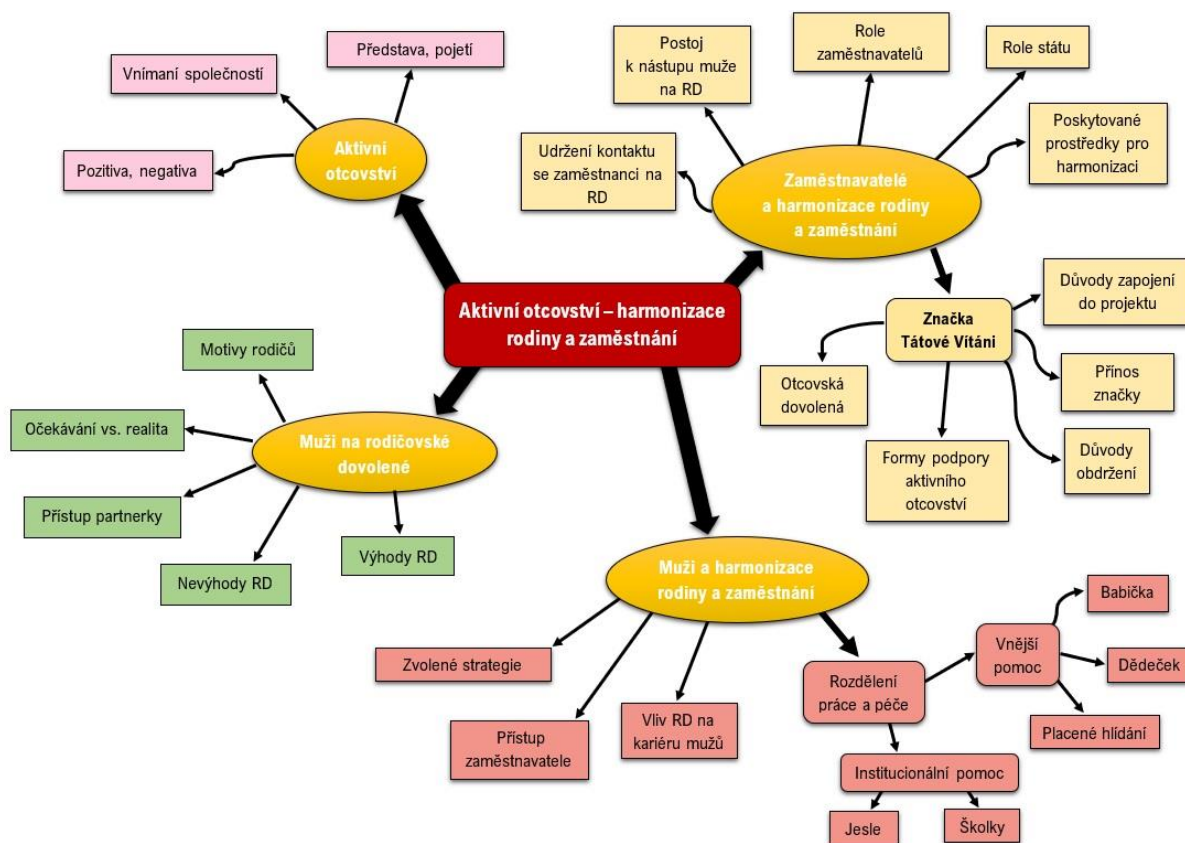 Představa, pojetí
Vnímaní společností
Pozitiva, negativa
Aktivní
otcovství
Postoj
k nástupu muže
na RD
Role
zaměstnavatelů
Role státu
Udržení kontaktu
se zaměstnanci na
RD
Poskytované
prostředky pro
harmonizaci
Zaměstnavatelé
a harmonizace rodiny
a zaměstnání
Aktivní otcovství – harmonizace
rodiny a zaměstnání
Značka
Tátové Vítáni
Důvody zapojení
do projektu
Přínos
značky
Důvody
obdržení
Otcovská
dovolená
Formy podpory
aktivního
otcovství
Motivy rodičů
Očekávání vs. realita
Muži na rodičovské
dovolené
Přístup partnerky
Nevýhody RD
Výhody RD
Muži a harmonizace
rodiny a zaměstnání
Zvolené strategie
Přístup
zaměstnavatele
Vliv RD na
kariéru mužů
Rozdělení
práce a péče
Vnější
pomoc
Babička
Dědeček
Placené hlídání
Institucionální pomoc
Jesle
Školky